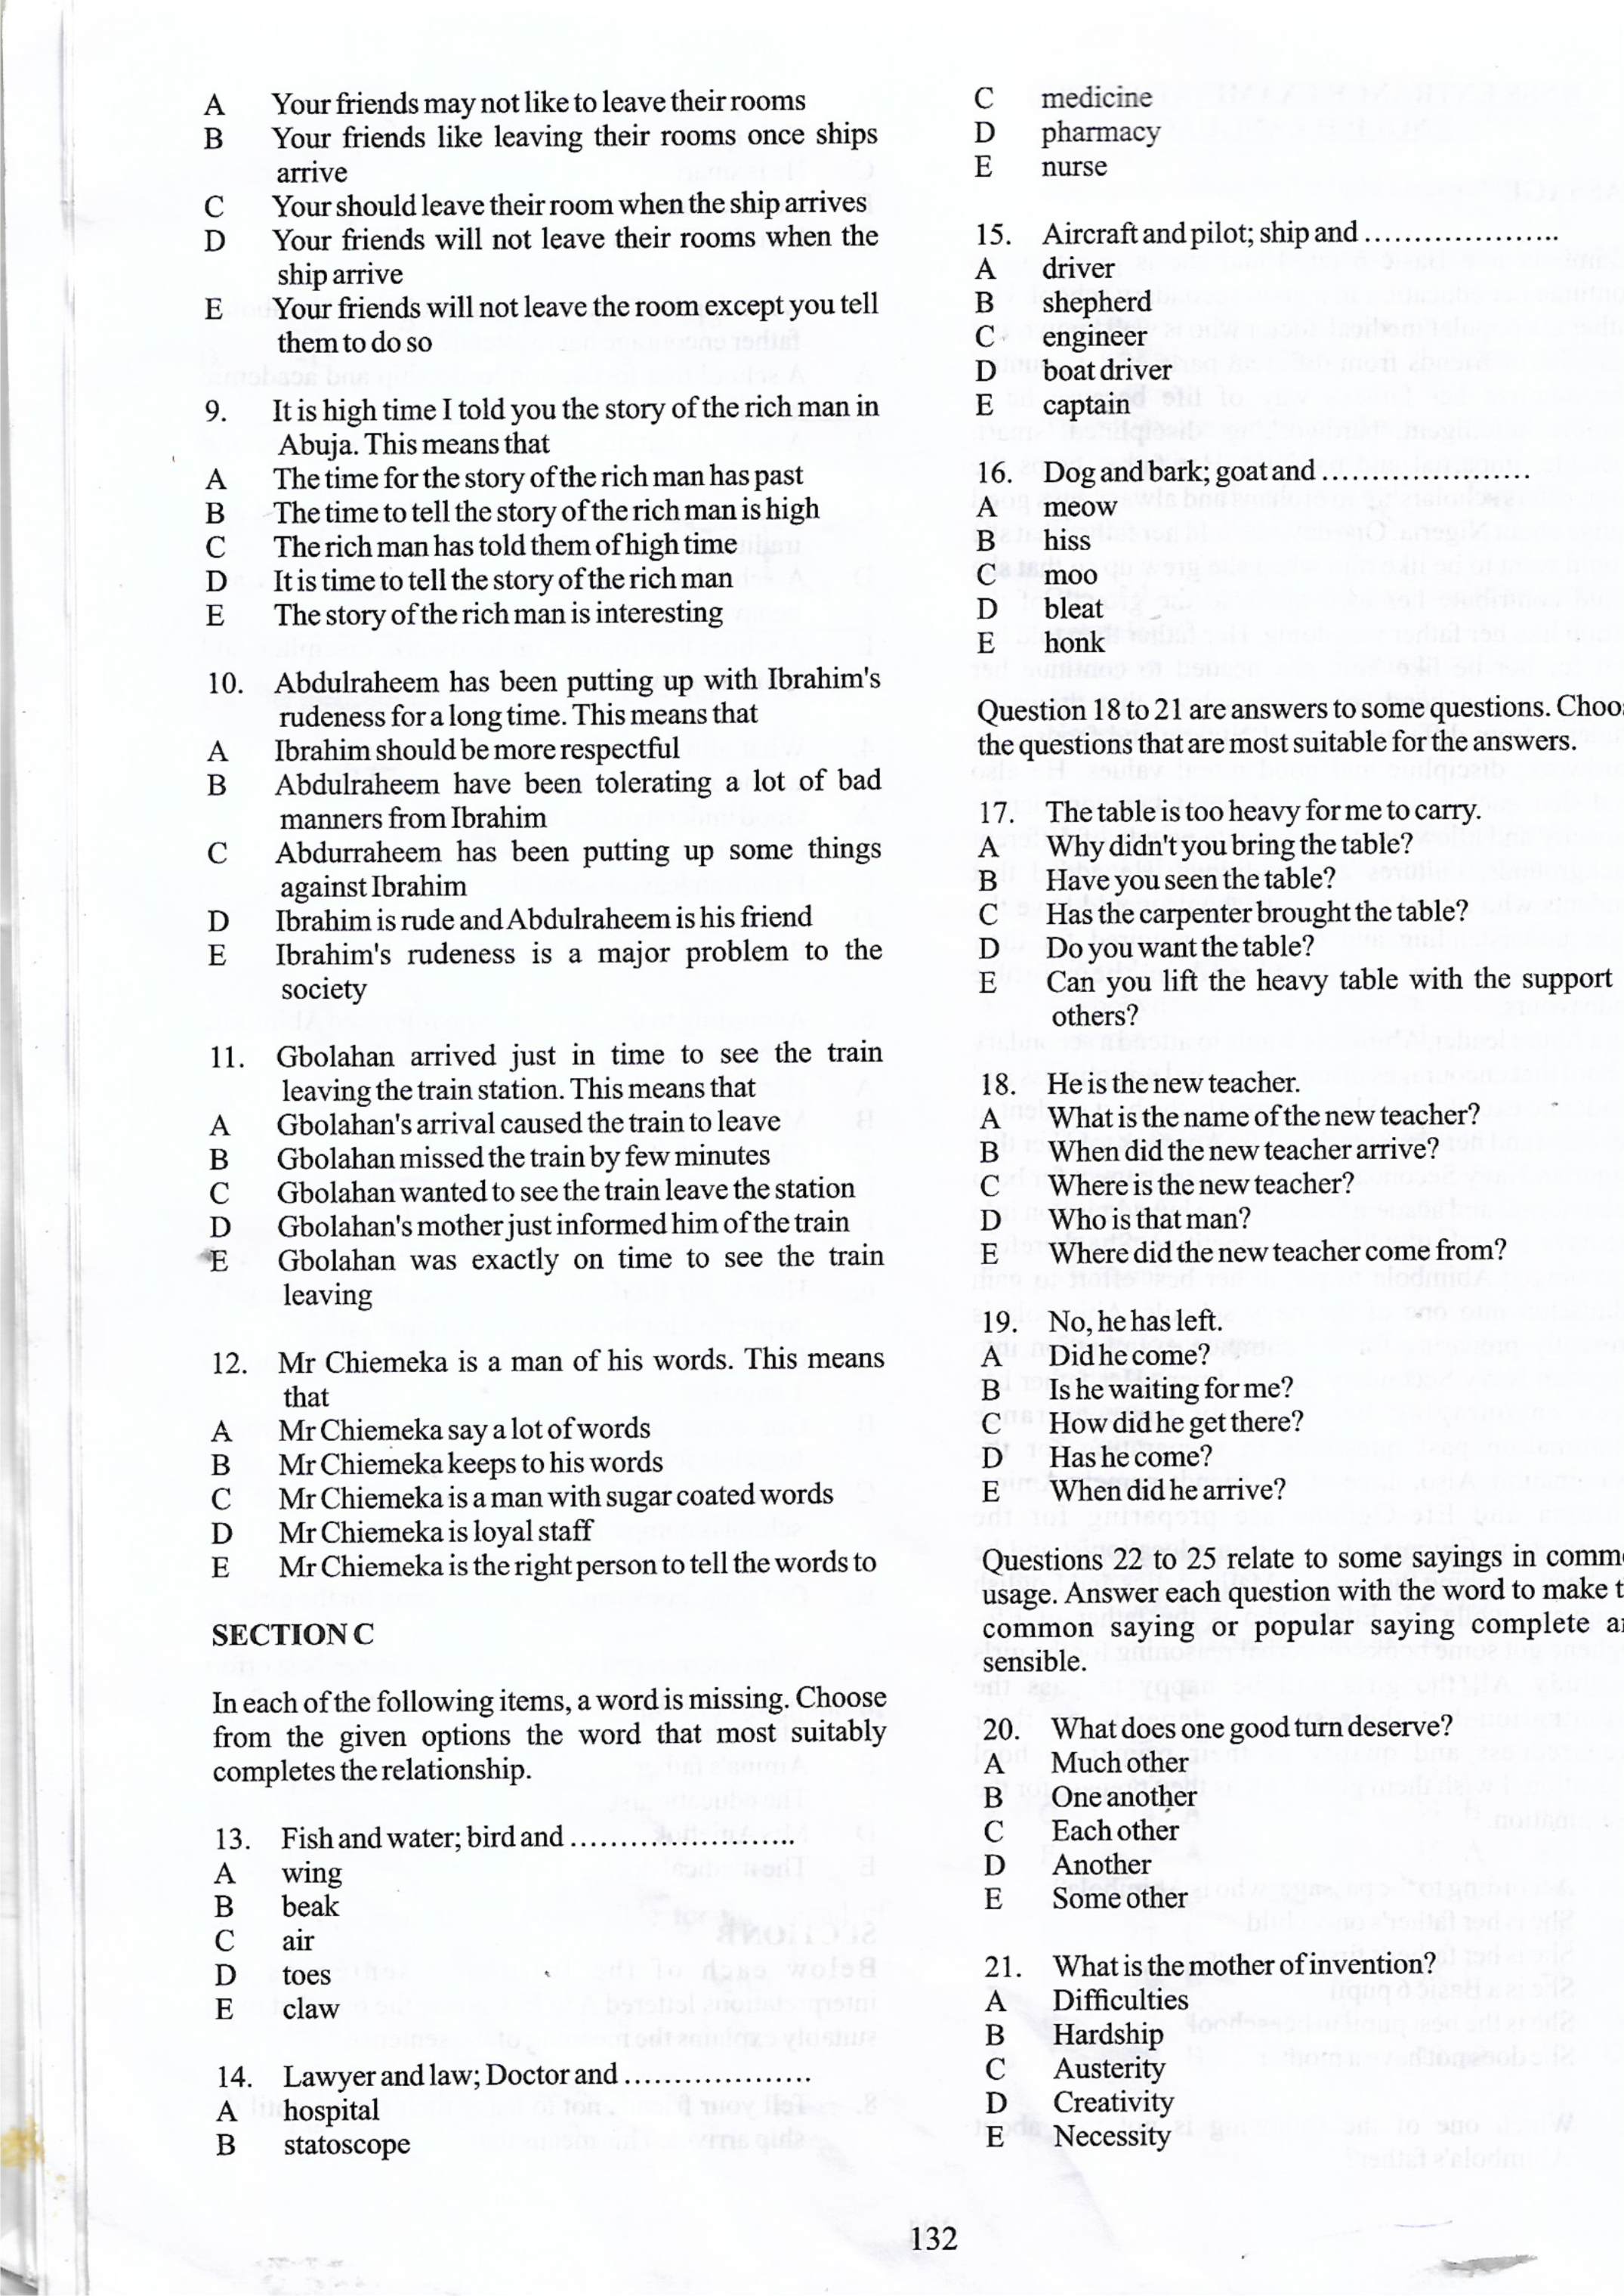 A Your friends may not like to leave their rooms
B Your friends like leaving their rooms once ships
arrive
C Your should leave their room when the ship arrives
D Your friends will not leave their rooms when the
ship arrive
E Your friends will not leave the room except you tell
them to do so
9. It is high time I told you the story of the rich man in
Abuja. This means that
A The time for the story of the rich man has past
B The time to tell the story of the rich man is high
C The rich man has told them of high time
D It is time to tell the story of the rich man
E The story of the rich man is interesting
10. Abdulraheem has been putting up with Ibrahim's
rudeness for a long time. This means that
A Ibrahim should be more respectful
B Abdulraheem have been tolerating a lot of bad
manners from Ibrahim
C Abdurraheem has been putting up some things
against Ibrahim
D Ibrahim is rude and Abdulraheem is his friend
E Ibrahim's rudeness is a major problem to the
society
11. Gbolahan arrived just in time to see the train
leaving the train station. This means that
A Gbolahan's arrival caused the train to leave
B Gbolahan missed the train by few minutes
C Gbolahan wanted to see the train leave the station
D Gbolahan's mother just informed him of the train
E Gbolahan was exactly on time to see the train
leaving
12. Mr Chiemeka is a man of his words. This means
that
A Mr Chiemeka say a lot of words
B Mr Chiemeka keeps to his words
C Mr Chiemeka is a man with sugar coated words
D Mr Chiemeka is loyal staff
E Mr Chiemeka is the right person to tell the words to
SECTION C
In each of the following items, a word is missing. Choose
from the given options the word that most suitably
completes the relationship.
13. Fish and water; bird and .......................
A wing
B beak
C air
D toes
E claw
14. Lawyer and law; Doctor and ...................
A hospital
B statoscope
C medicine
D pharmacy
E nurse
15. Aircraft and pilot; ship and ....................
A driver
B shepherd
C engineer
D boat driver
E captain
16. Dog and bark; goat and .....................
A meow
B hiss
C moo
D bleat
E honk
Question 18 to 21 are answers to some questions. Choo
the questions that are most suitable for the answers.
17. The table is too heavy for me to carry.
A Why didn't you bring the table?
B Have you seen the table?
C Has the carpenter brought the table?
D Do you want the table?
E Can you lift the heavy table with the support
others?
18. He is the new teacher.
A What is the name of the new teacher?
B When did the new teacher arrive?
C Where is the new teacher?
D Who is that man?
E Where did the new teacher come from?
19. No, he has left.
A Did he come?
B Is he waiting for me?
C How did he get there?
D Has he come?
E When did he arrive?
Questions 22 to 25 relate to some sayings in comm
usage. Answer each question with the word to make t
common saying or popular saying complete a
sensible.
20. What does one good turn deserve?
A Much other
B One another
C Each other
D Another
E Some other
21. What is the mother of invention?
A Difficulties
B Hardship
C Austerity
D Creativity
E Necessity
132